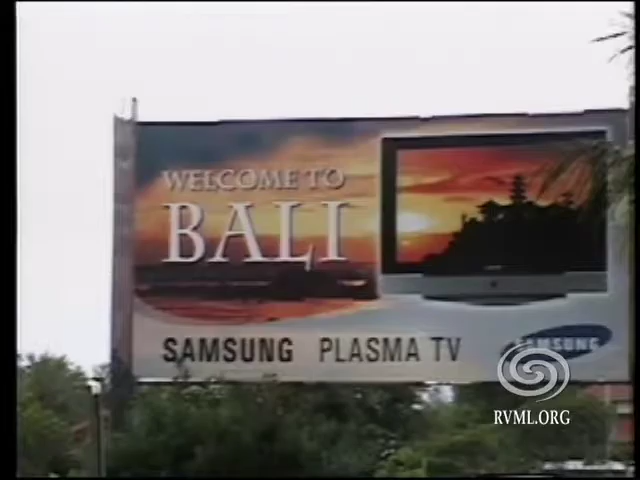 WELCOME TO
BALI
SAMSUNG PLASMA TV
SAMSUNG
RVML.ORG